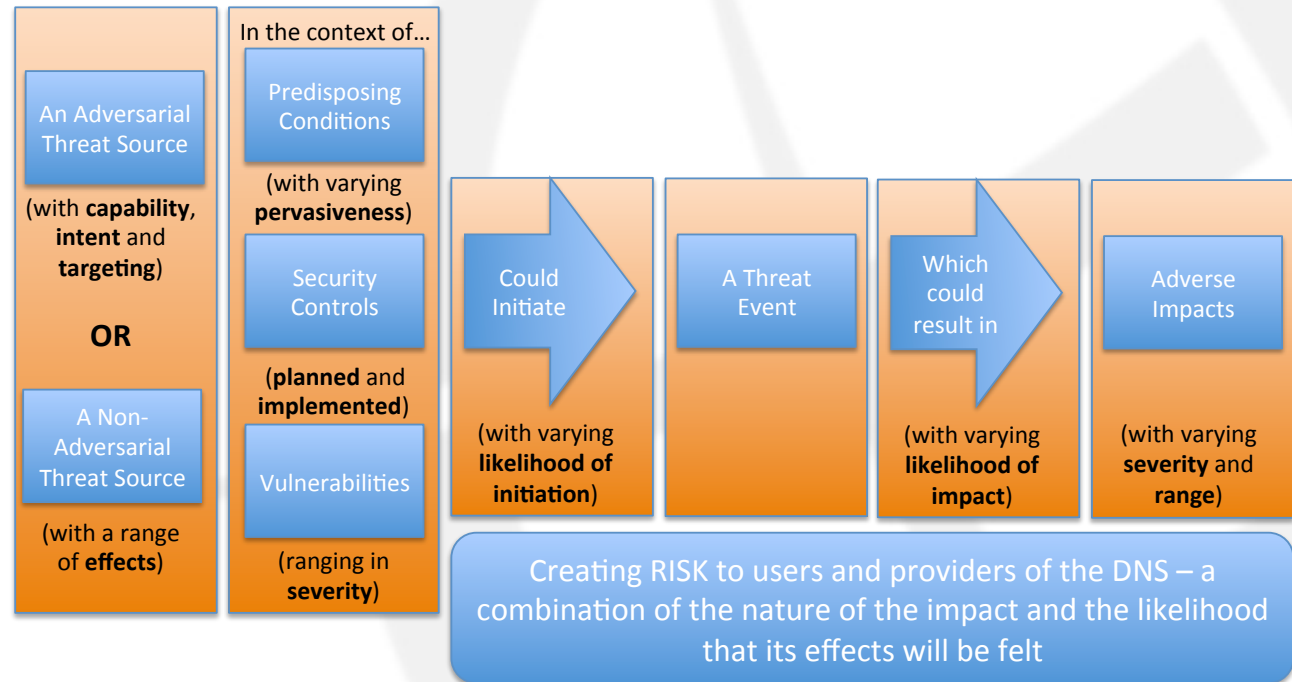 An Adversarial
Threat Source
(with capability,
intent and
targeting)
OR
A Non-
Adversarial
Threat Source
(with a range
of effects)
In the context of…
Predisposing
Conditions
(with varying
pervasiveness)
Security
Controls
(planned and
implemented)
Vulnerabilities
(ranging in
severity)
Could
Initiate
(with varying
likelihood of
initiation)
A Threat
Event
Which
could
result in
(with varying
likelihood of
impact)
Adverse
Impacts
(with varying
severity and
range)
Creating RISK to users and providers of the DNS – a
combination of the nature of the impact and the likelihood
that its effects will be felt